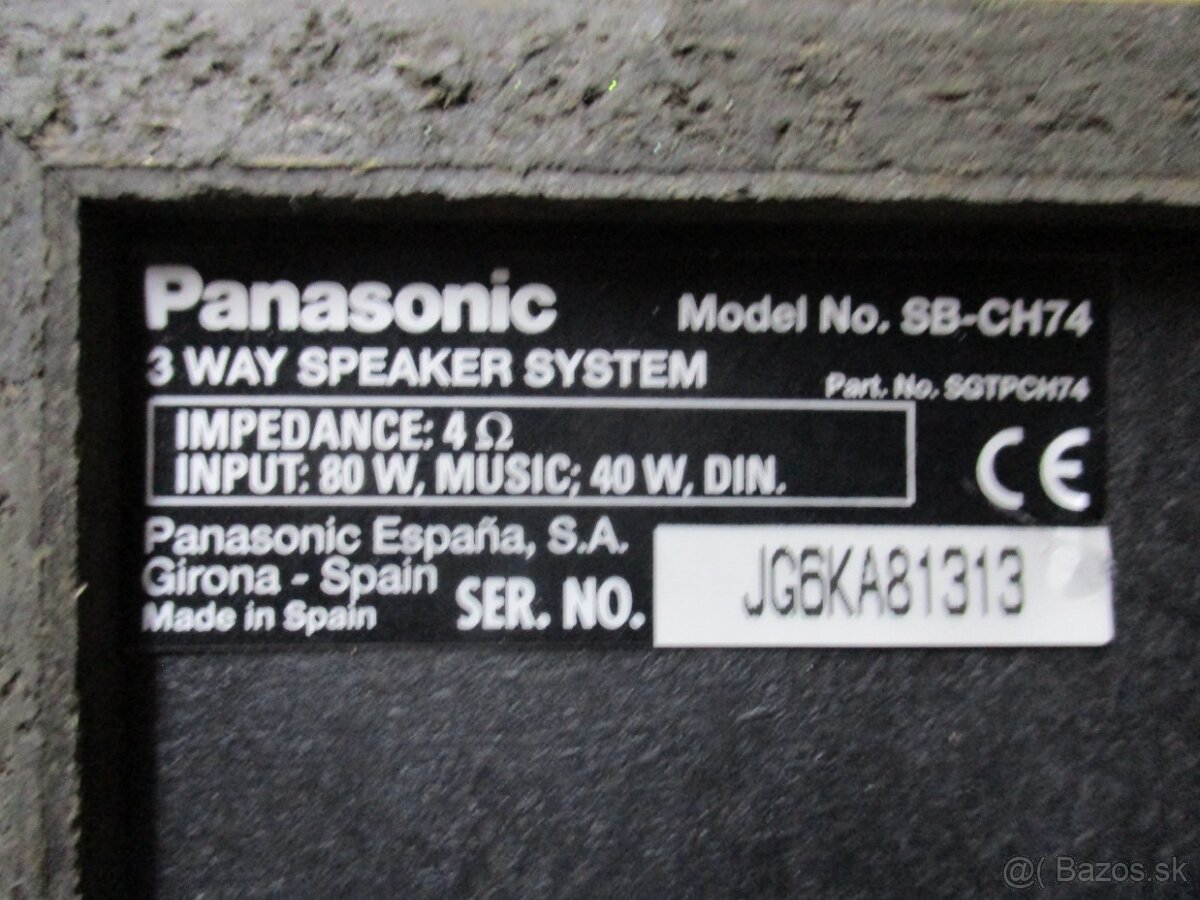 Panasonic
Model No. SB-CH74
3 WAY SPEAKER SYSTEM
Part. No. SGTPCH74
IMPEDANCE: 4 Ω
INPUT: 80 W, MUSIC; 40 W, DIN.
CE
Panasonic España, S.A.
Girona - Spain
Made in Spain
SER. NO.
JG6KA81313
@( Bazos.sk